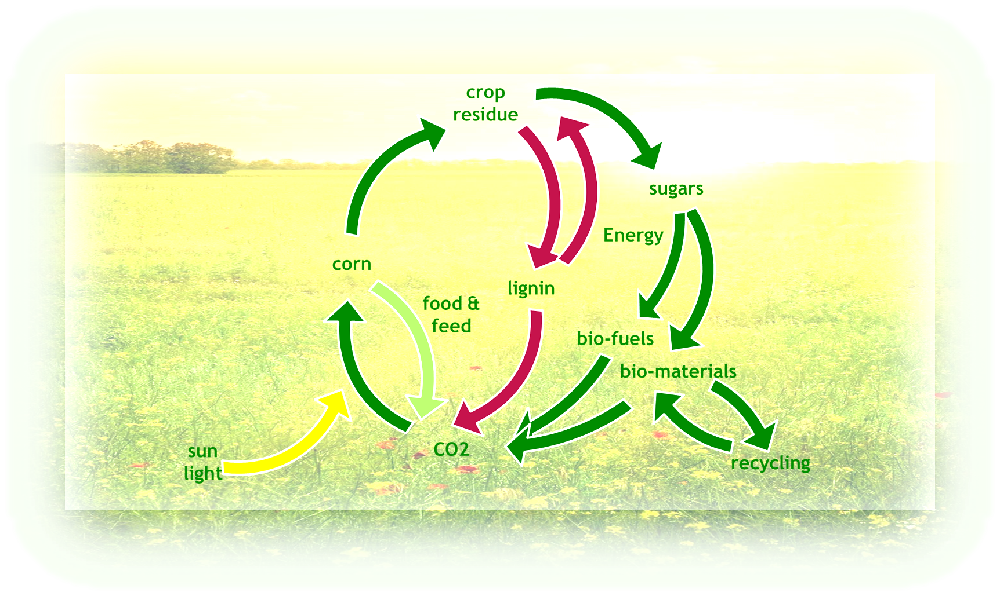 crop
residue
sugars
Energy
corn
lignin
food &
feed
bio-fuels
bio-materials
CO2
sun
light
recycling